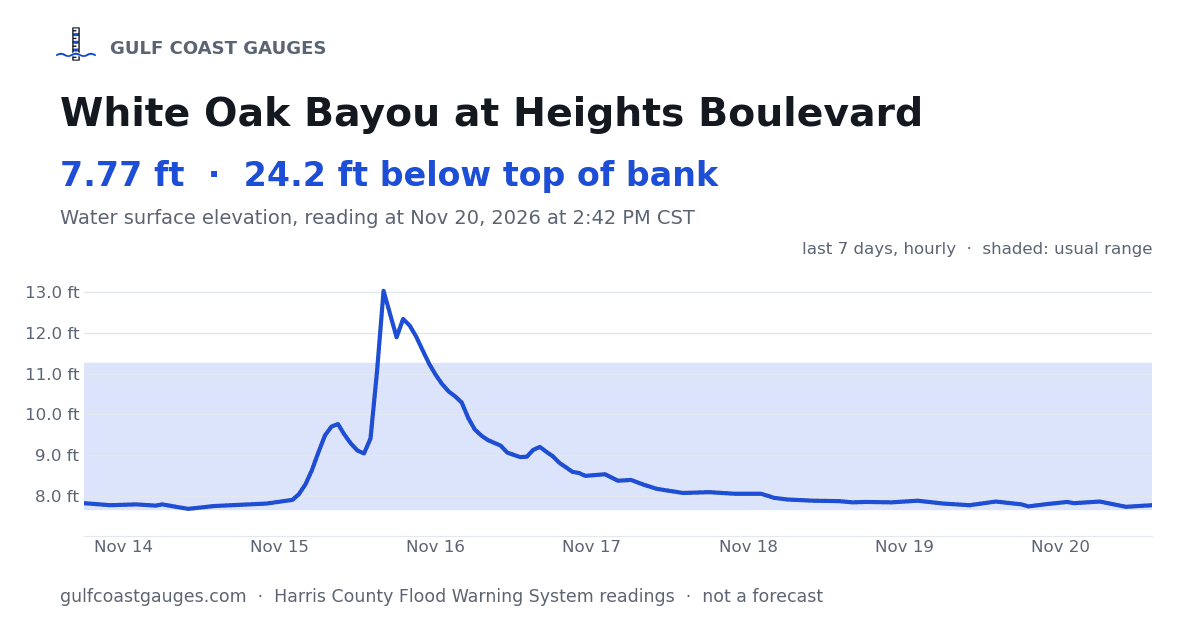 GULF COAST GAUGES
White Oak Bayou at Heights Boulevard
7.77 ft · 24.2 ft below top of bank
Water surface elevation, reading at Nov 20, 2026 at 2:42 PM CST
last 7 days, hourly · shaded: usual range
13.0 ft
12.0 ft
11.0 ft
10.0 ft
9.0 ft
8.0 ft
Nov 14 Nov 15 Nov 16 Nov 17 Nov 18 Nov 19 Nov 20
gulfcoastgauges.com · Harris County Flood Warning System readings · not a forecast